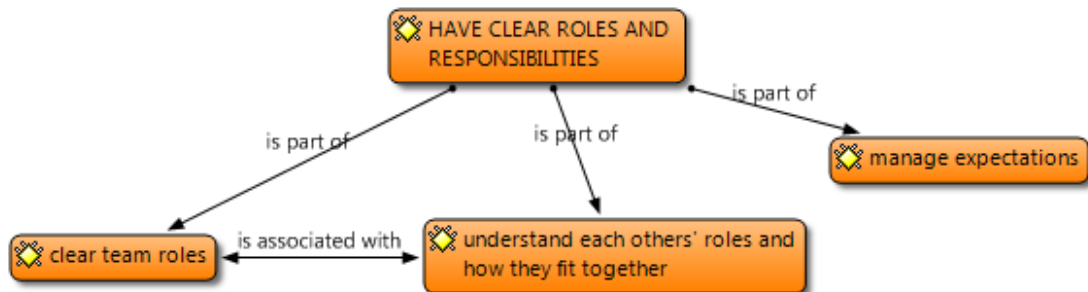 HAVE CLEAR ROLES AND
RESPONSIBILITIES
is part of
is part of
is part of
manage expectations
clear team roles
is associated with
understand each others' roles and
how they fit together